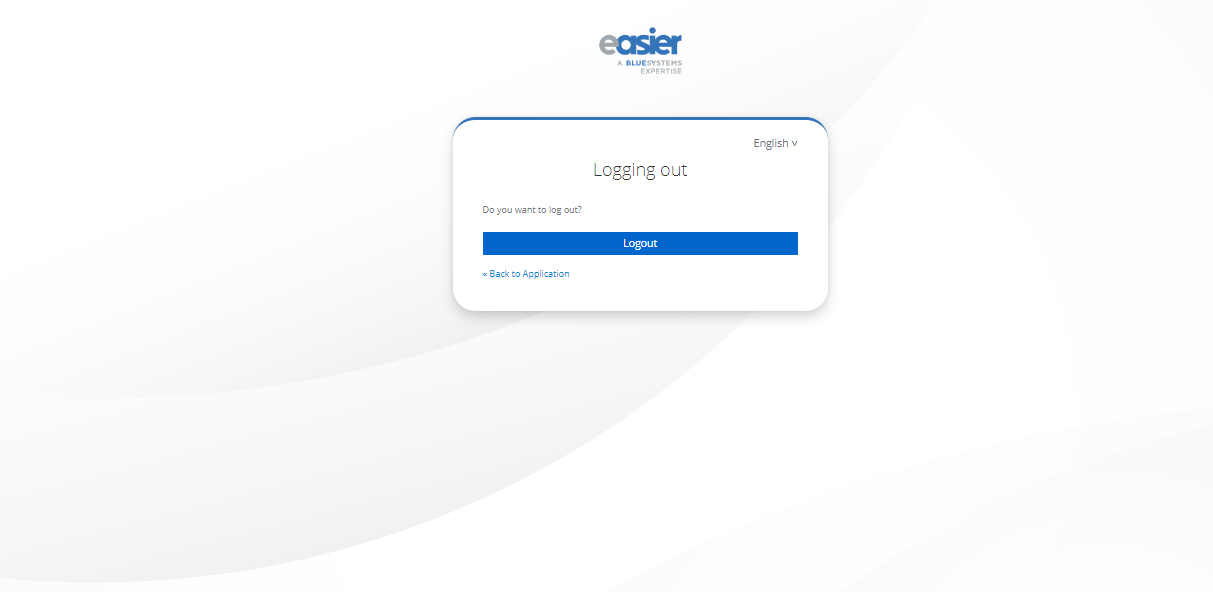 easier
A BLUESYSTEMS
EXPERTISE
English ˅
Logging out
Do you want to log out?
Logout
« Back to Application